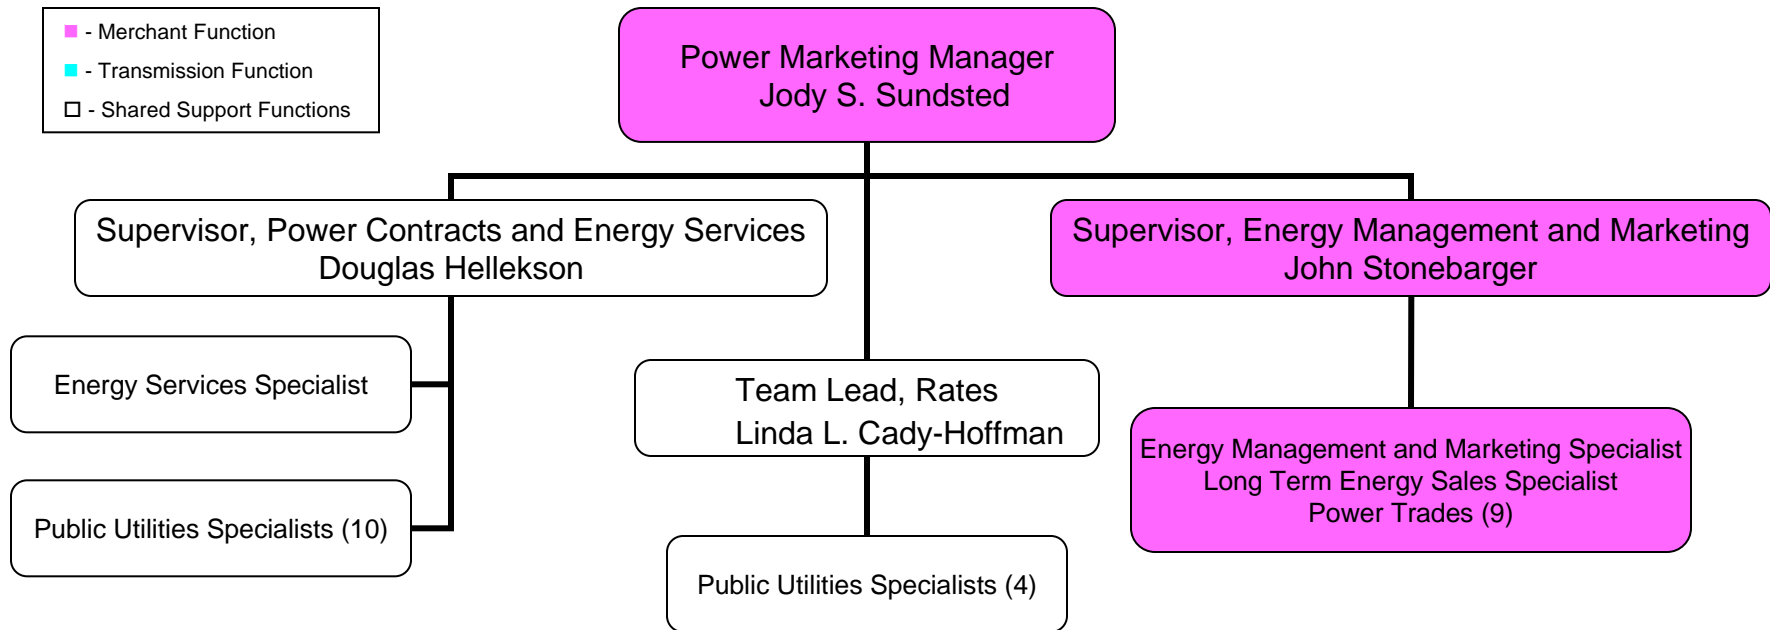 - Merchant Function
- Transmission Function
- Shared Support Functions
Power Marketing Manager
Jody S. Sundsted
Supervisor, Power Contracts and Energy Services
Douglas Hellekson
Supervisor, Energy Management and Marketing
John Stonebarger
Energy Services Specialist
Team Lead, Rates
Linda L. Cady-Hoffman
Energy Management and Marketing Specialist
Long Term Energy Sales Specialist
Power Trades (9)
Public Utilities Specialists (10)
Public Utilities Specialists (4)